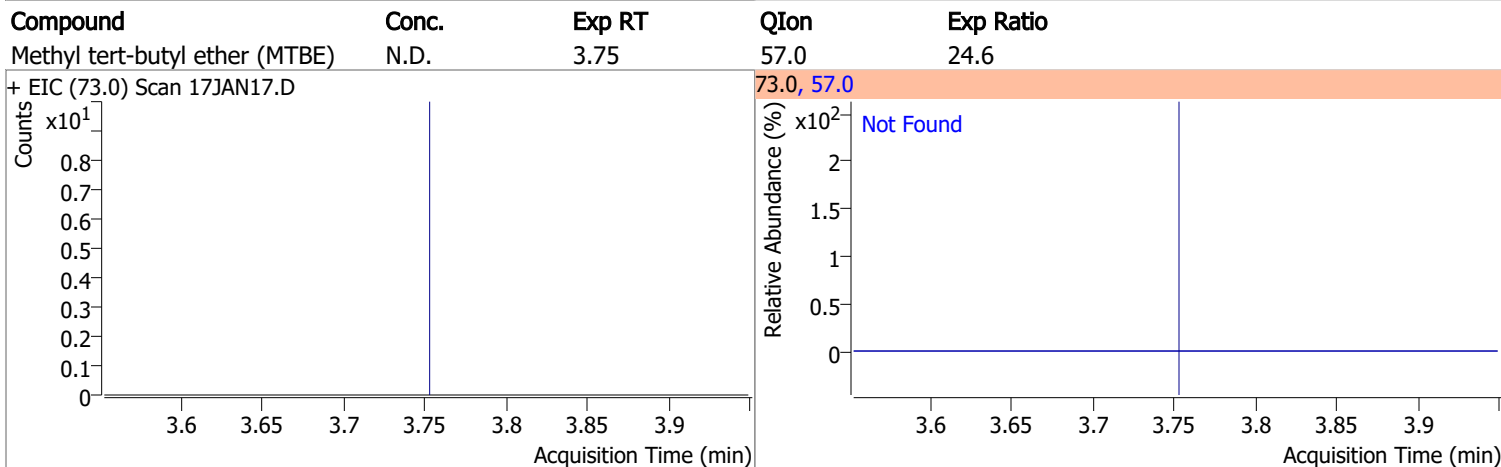 Compound Conc. Exp RT QIon Exp Ratio
Methyl tert-butyl ether (MTBE) N.D. 3.75 57.0 24.6
+ EIC (73.0) Scan 17JAN17.D
Counts
x10¹
0.8
0.7
0.6
0.5
0.4
0.3
0.2
0.1
0
3.6 3.65 3.7 3.75 3.8 3.85 3.9
Acquisition Time (min)
73.0, 57.0
Relative Abundance (%)
x10²
Not Found
2
1.5
1
0.5
0
3.6 3.65 3.7 3.75 3.8 3.85 3.9
Acquisition Time (min)